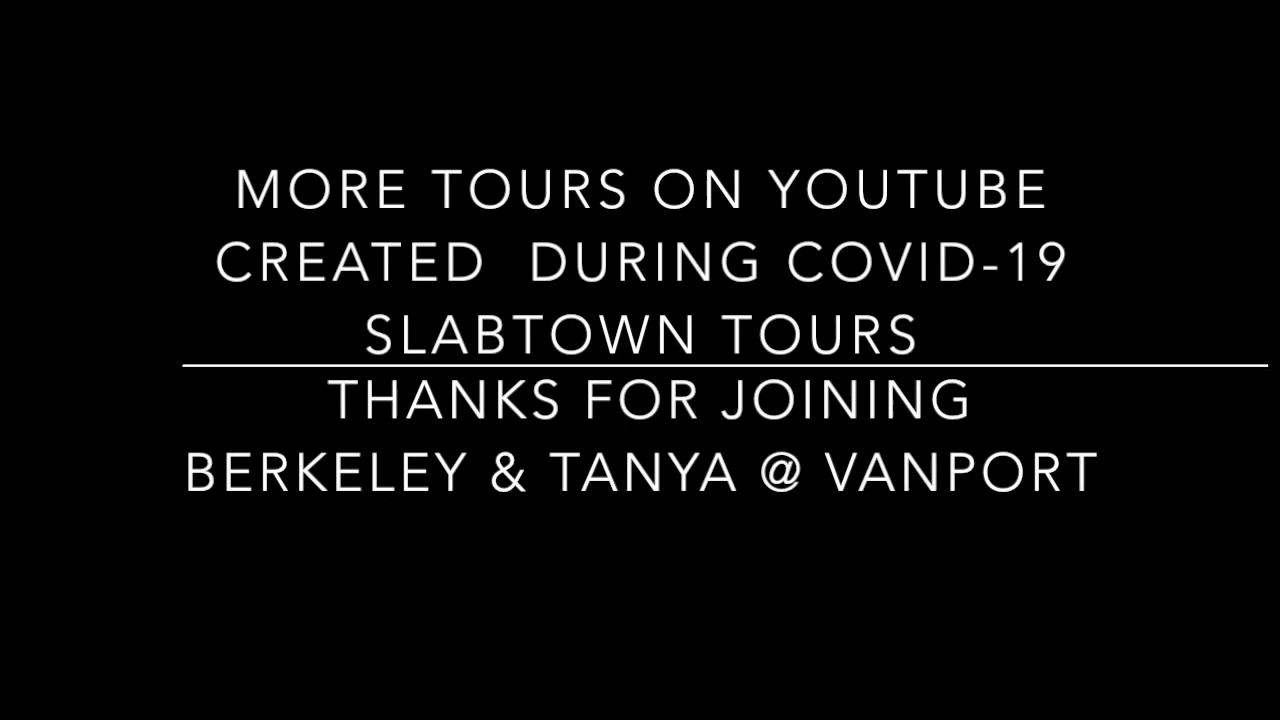 MORE TOURS ON YOUTUBE
CREATED  DURING COVID-19
SLABTOWN TOURS
THANKS FOR JOINING
BERKELEY & TANYA @ VANPORT